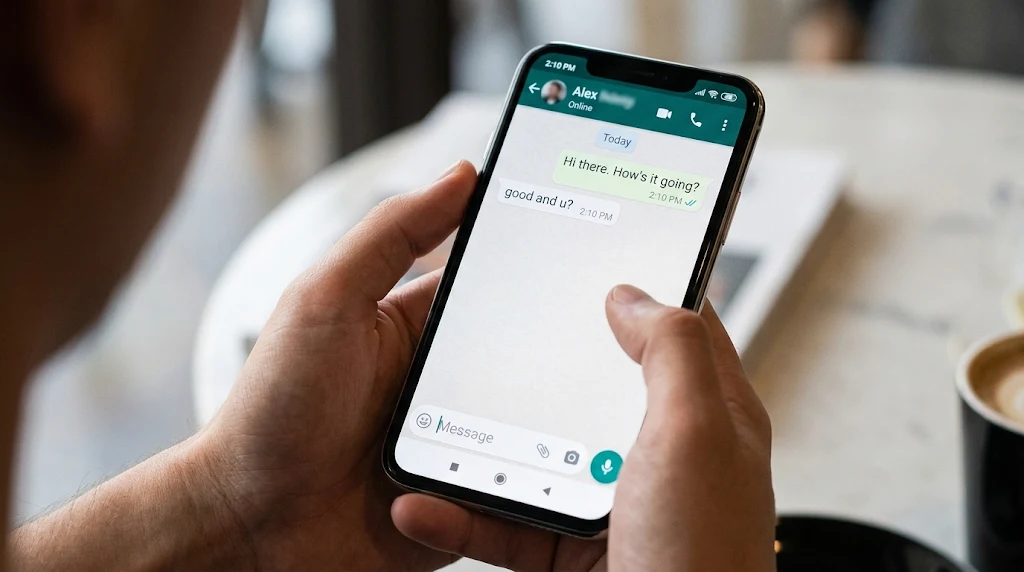 2:10 PM
Alex
Online
Today
Hi there. How's it going?
2:10 PM
good and u? 2:10 PM
Message